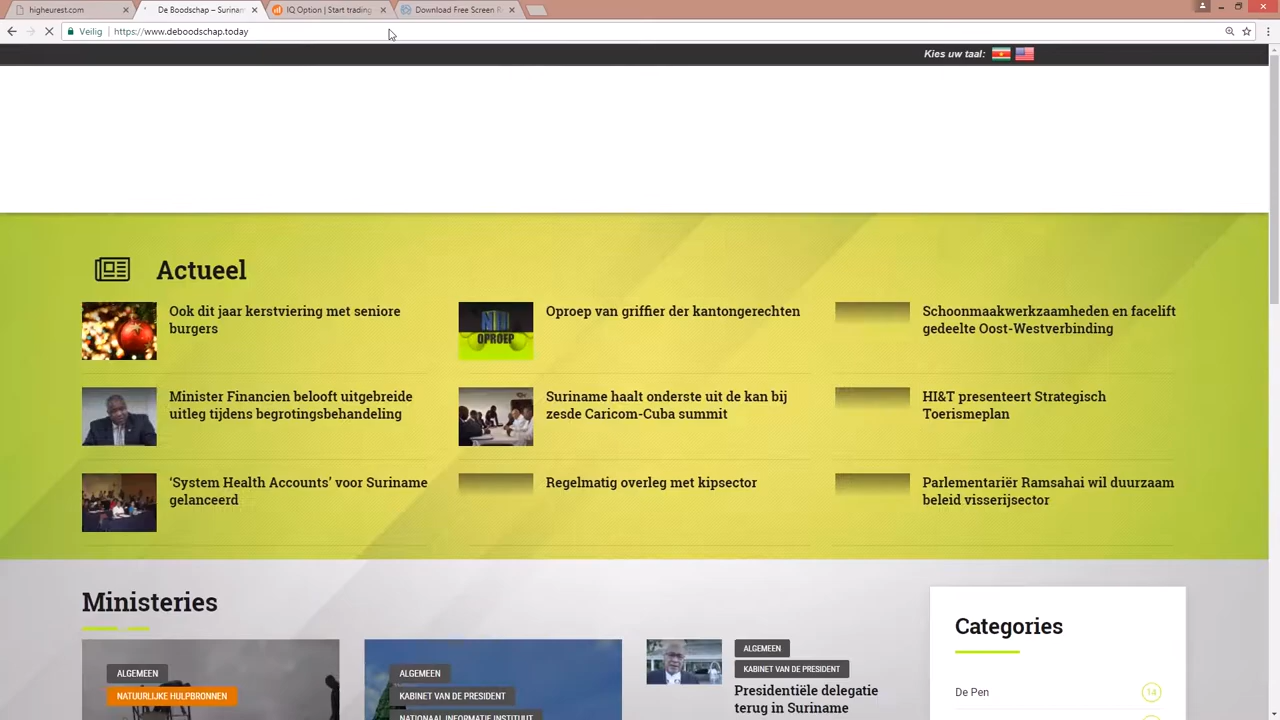 higheurest.com
De Boodschap – Surinam
IQ Option | Start trading
Download Free Screen R
Veilig
https://www.deboodschap.today
Kies uw taal:
Actueel
Ook dit jaar kerstviering met seniore
burgers
Oproep van griffier der kantongerechten
OPROEP
Schoonmaakwerkzaamheden en facelift
gedeelte Oost-Westverbinding
Minister Financien belooft uitgebreide
uitleg tijdens begrotingsbehandeling
Suriname haalt onderste uit de kan bij
zesde Caricom-Cuba summit
HI&T presenteert Strategisch
Toerismeplan
‘System Health Accounts’ voor Suriname
gelanceerd
Regelmatig overleg met kipsector
Parlementariër Ramsahai wil duurzaam
beleid visserijsector
Ministeries
ALGEMEEN
NATUURLIJKE HULPBRONNEN
ALGEMEEN
KABINET VAN DE PRESIDENT
NATIONAAL INFORMATIE INSTITUUT
ALGEMEEN
KABINET VAN DE PRESIDENT
Presidentiële delegatie
terug in Suriname
Categories
De Pen
14